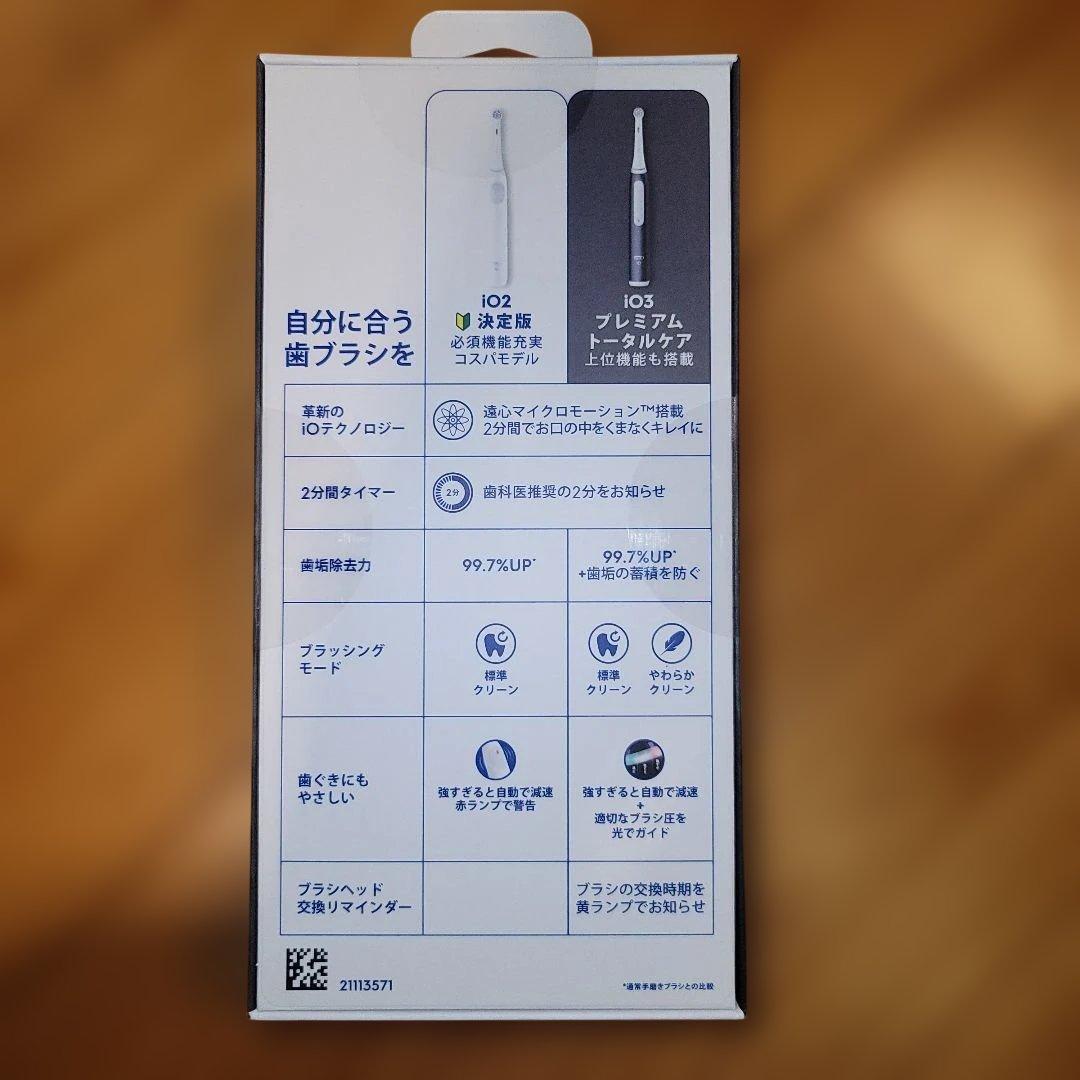 iO2
決定版
必須機能充実
コスパモデル
iO3
プレミアム
トータルケア
上位機能も搭載
自分に合う
歯ブラシを
革新の
iOテクノロジー
遠心マイクロモーション™搭載
2分間でお口の中をくまなくキレイに
2分間タイマー
2分
歯科医推奨の2分をお知らせ
歯垢除去力
99.7%UP*
99.7%UP*
+歯垢の蓄積を防ぐ
ブラッシング
モード
標準
クリーン
標準
クリーン
やわらか
クリーン
歯ぐきにも
やさしい
強すぎると自動で減速
赤ランプで警告
強すぎると自動で減速
+
適切なブラシ圧を
光でガイド
ブラシヘッド
交換リマインダー
ブラシの交換時期を
黄ランプでお知らせ
21113571
*通常手磨きブラシとの比較